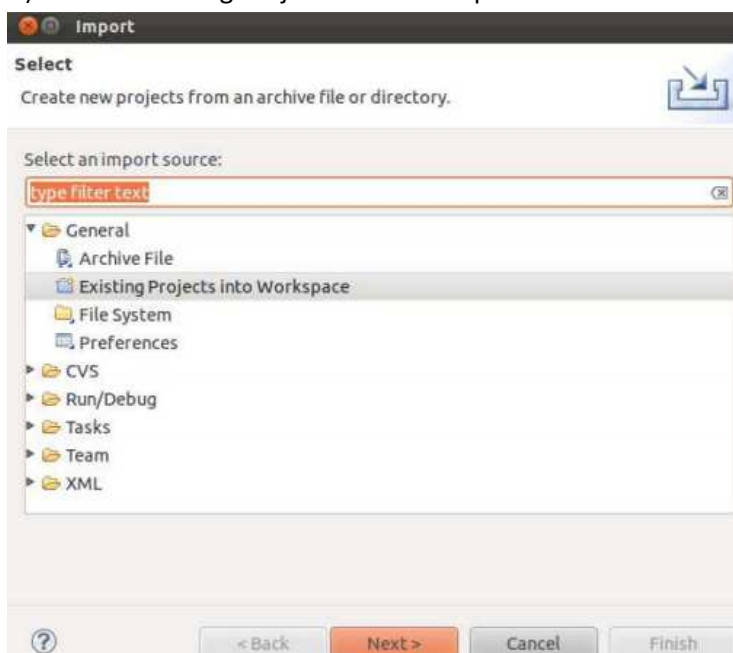 Import
Select
Create new projects from an archive file or directory.
Select an import source:
type filter text
General
Archive File
Existing Projects into Workspace
File System
Preferences
CVS
Run/Debug
Tasks
Team
XML
< Back Next > Cancel Finish